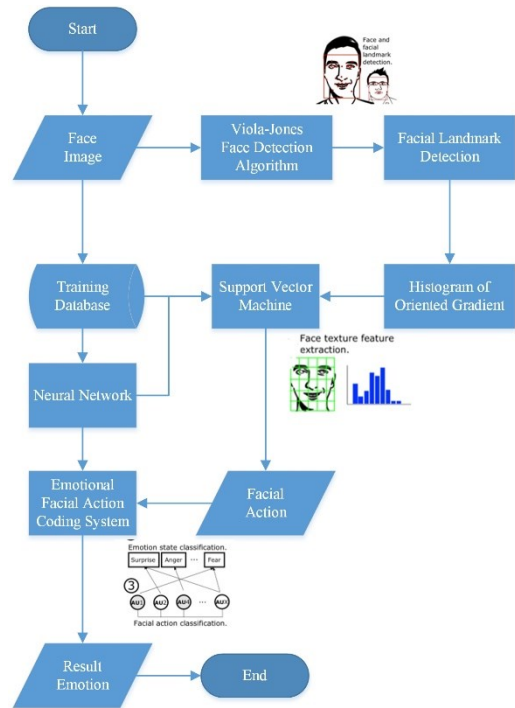 Start
Face and
facial
landmark
detection.
Face
Image
Viola-Jones
Face Detection
Algorithm
Facial Landmark
Detection
Training
Database
Support Vector
Machine
Histogram of
Oriented Gradient
Face texture feature
extraction.
Neural Network
Emotional
Facial Action
Coding System
Facial
Action
Emotion state classification.
Surprise Anger ... Fear
3
AU1 AU2 AU4 ...
Facial action classification.
Result
Emotion
End